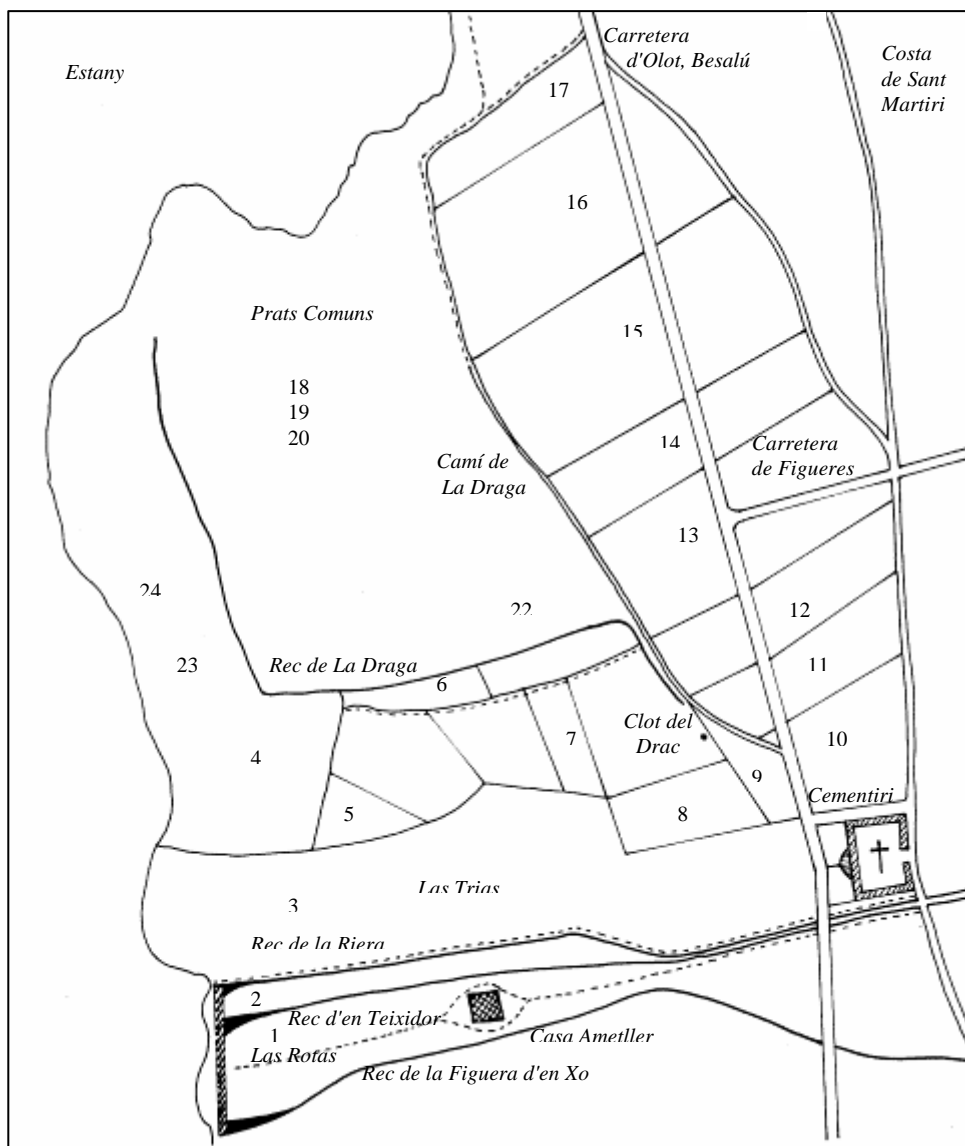 Estany
Carretera
d'Olot, Besalú
Costa
de Sant
Martiri
17
16
Prats Comuns
15
18
19
20
14
Camí de
La Draga
Carretera
de Figueres
13
24
22
12
23
Rec de La Draga
6
11
7
Clot del
Drac
10
4
9
Cementiri
5
8
Las Trias
3
Rec de la Riera
2
Rec d'en Teixidor
1
Casa Ametller
Las Rotas
Rec de la Figuera d'en Xo